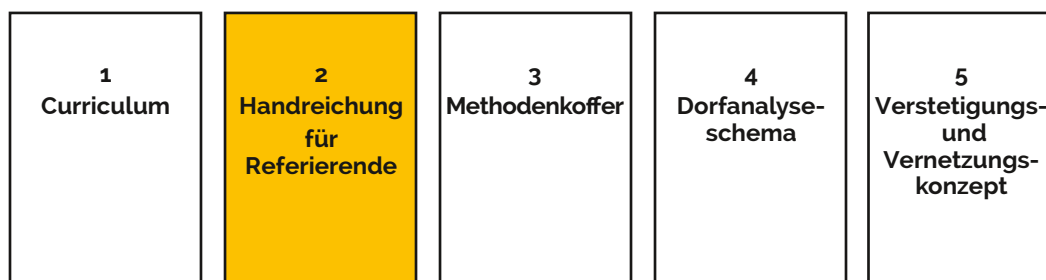 1
Curriculum
2
Handreichung
für
Referierende
3
Methodenkoffer
4
Dorfanalyse-
schema
5
Verstetigungs-
und
Vernetzungs-
konzept